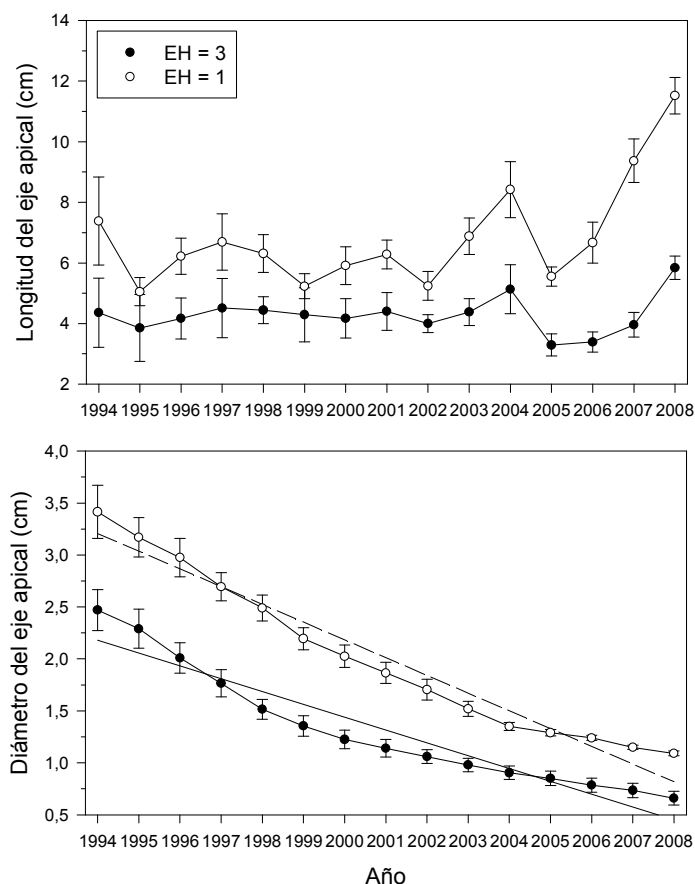 14
12
10
8
6
4
2
Longitud del eje apical (cm)
EH = 3
EH = 1
1994 1995 1996 1997 1998 1999 2000 2001 2002 2003 2004 2005 2006 2007 2008
4,0
3,5
3,0
2,5
2,0
1,5
1,0
0,5
Diámetro del eje apical (cm)
1994 1995 1996 1997 1998 1999 2000 2001 2002 2003 2004 2005 2006 2007 2008
Año